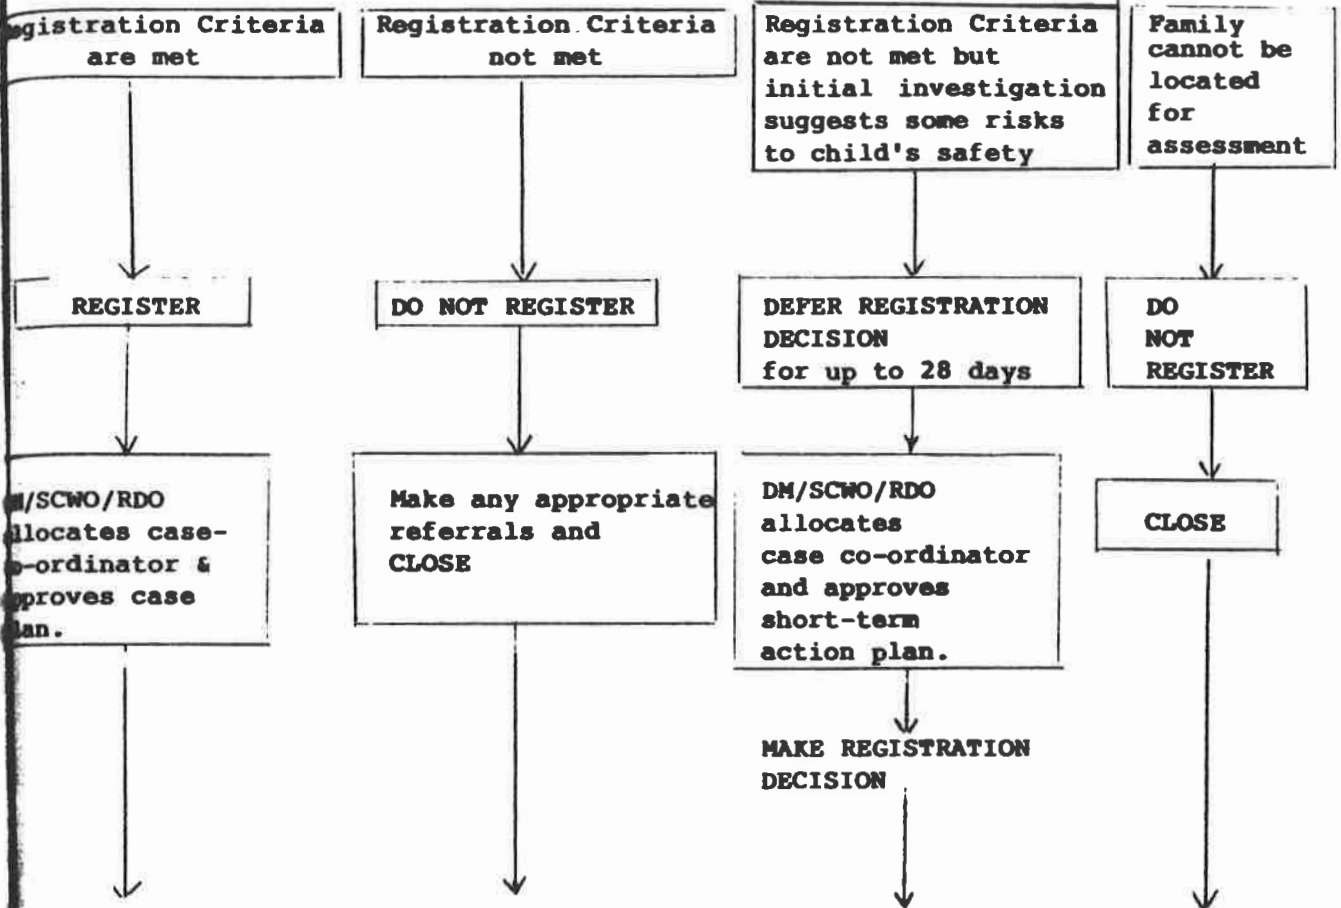 Registration Criteria
are met
Registration Criteria
not met
Registration Criteria
are not met but
initial investigation
suggests some risks
to child's safety
Family
cannot be
located
for
assessment
REGISTER
DO NOT REGISTER
DEFER REGISTRATION
DECISION
for up to 28 days
DO
NOT
REGISTER
DM/SCWO/RDO
allocates case-
co-ordinator &
approves case
plan.
Make any appropriate
referrals and
CLOSE
DM/SCWO/RDO
allocates
case co-ordinator
and approves
short-term
action plan.
CLOSE
MAKE REGISTRATION
DECISION